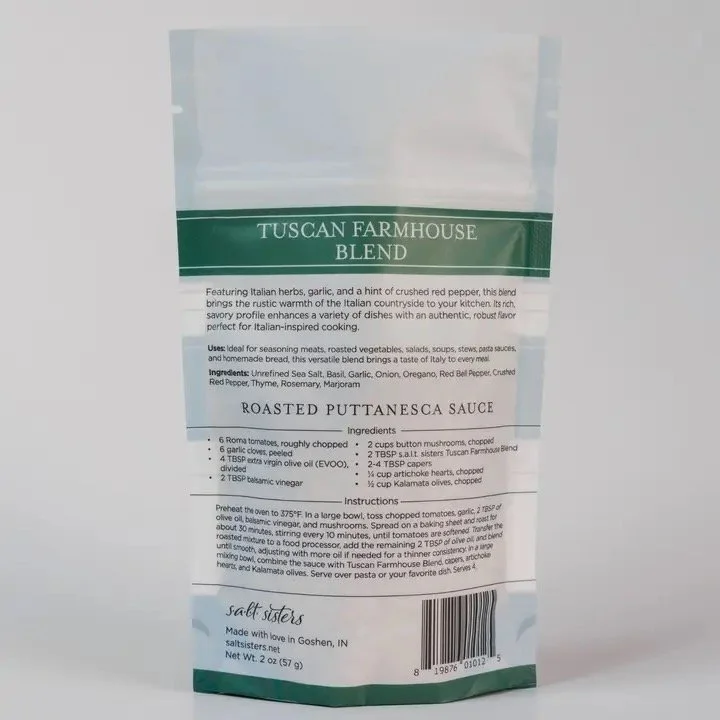 TUSCAN FARMHOUSE
BLEND
Featuring Italian herbs, garlic, and a hint of crushed red pepper, this blend
brings the rustic warmth of the Italian countryside to your kitchen. Its rich,
savory profile enhances a variety of dishes with an authentic, robust flavor
perfect for Italian-inspired cooking.
Uses: Ideal for seasoning meats, roasted vegetables, salads, soups, stews, pasta sauces,
and homemade bread, this versatile blend brings a taste of Italy to every meal.
Ingredients: Unrefined Sea Salt, Basil, Garlic, Onion, Oregano, Red Bell Pepper, Crushed
Red Pepper, Thyme, Rosemary, Marjoram
ROASTED PUTTANESCA SAUCE
Ingredients
• 6 Roma tomatoes, roughly chopped
• 6 garlic cloves, peeled
• 4 TBSP extra virgin olive oil (EVOO),
divided
• 2 TBSP balsamic vinegar
• 2 cups button mushrooms, chopped
• 2 TBSP s.a.l.t. sisters Tuscan Farmhouse Blend
• 2-4 TBSP capers
• ¼ cup artichoke hearts, chopped
• ½ cup Kalamata olives, chopped
Instructions
Preheat the oven to 375°F. In a large bowl, toss chopped tomatoes, garlic, 2 TBSP of
olive oil, balsamic vinegar, and mushrooms. Spread on a baking sheet and roast for
about 30 minutes, stirring every 10 minutes, until tomatoes are softened. Transfer the
roasted mixture to a food processor, add the remaining 2 TBSP of olive oil, and blend
until smooth, adjusting with more oil if needed for a thinner consistency. In a large
mixing bowl, combine the sauce with Tuscan Farmhouse Blend, capers, artichoke
hearts, and Kalamata olives. Serve over pasta or your favorite dish. Serves 4.
s.a.l.t. sisters
Made with love in Goshen, IN
saltsisters.net
Net Wt. 2 oz (57 g)
8 19876 01012 5